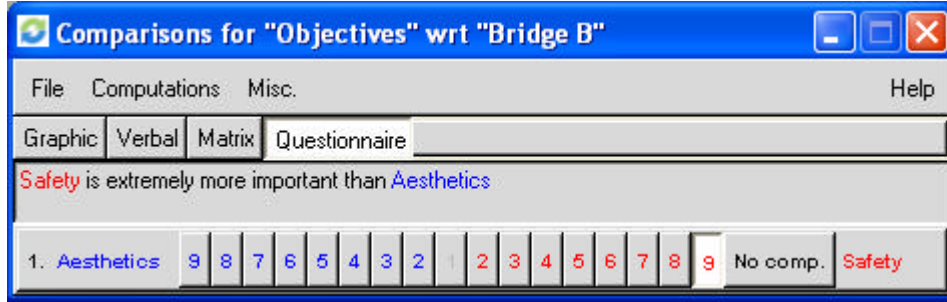 Comparisons for "Objectives" wrt "Bridge B"
File Computations Misc. Help
Graphic Verbal Matrix Questionnaire
Safety is extremely more important than Aesthetics
1. Aesthetics 9 8 7 6 5 4 3 2 1 2 3 4 5 6 7 8 9 No comp. Safety